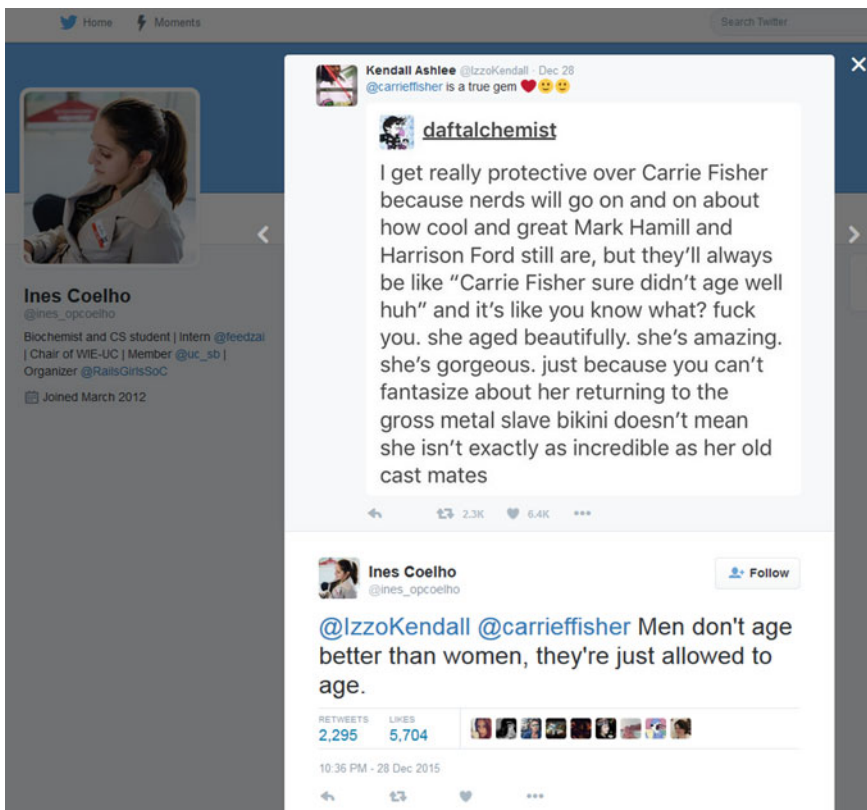 Home Moments Search Twitter
Kendall Ashlee @IzzoKendall · Dec 28
@carrieffisher is a true gem ❤️🙂🙂
daftalchemist
I get really protective over Carrie Fisher
because nerds will go on and on about
how cool and great Mark Hamill and
Harrison Ford still are, but they'll always
be like “Carrie Fisher sure didn't age well
huh” and it's like you know what? fuck
you. she aged beautifully. she's amazing.
she's gorgeous. just because you can't
fantasize about her returning to the
gross metal slave bikini doesn't mean
she isn't exactly as incredible as her old
cast mates
2.3K 6.4K
Ines Coelho
@ines_opcoelho
Biochemist and CS student | Intern @feedzai
| Chair of WIE-UC | Member @uc_sb |
Organizer @RailsGirlsSoC
Joined March 2012
Ines Coelho
@ines_opcoelho
Follow
@IzzoKendall @carrieffisher Men don't age
better than women, they're just allowed to
age.
RETWEETS LIKES
2,295 5,704
10:36 PM - 28 Dec 2015